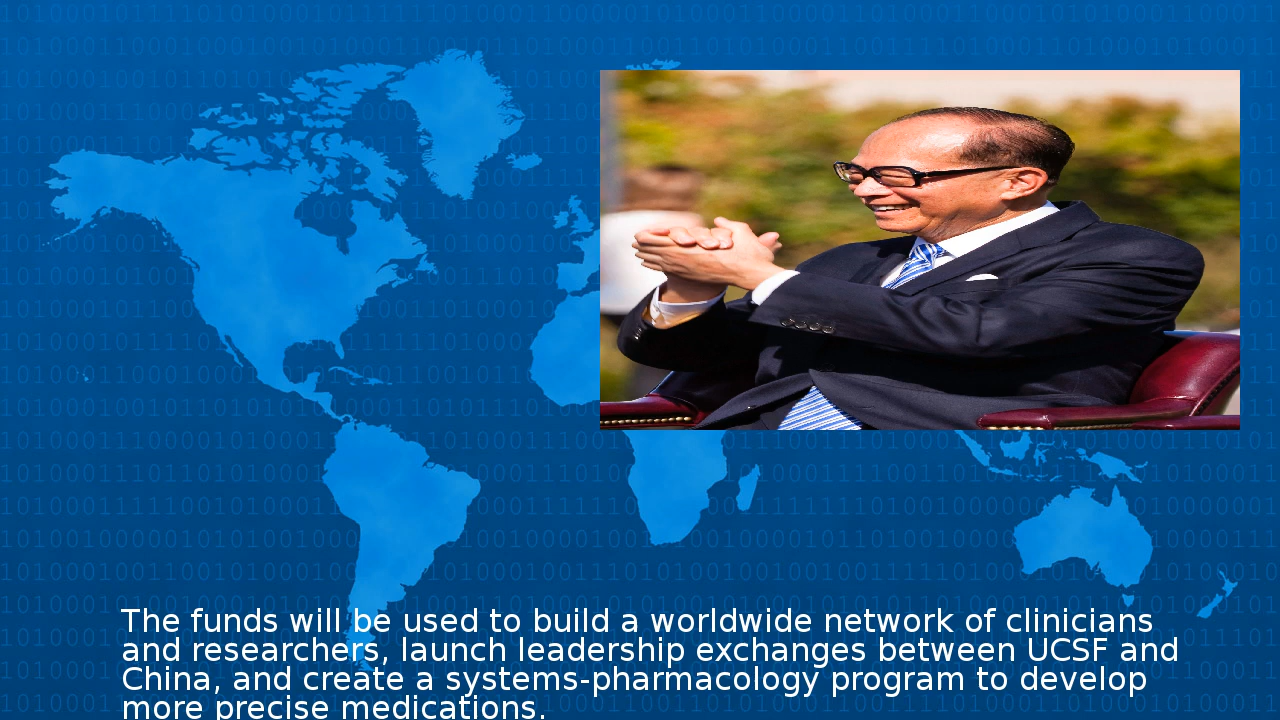 The funds will be used to build a worldwide network of clinicians
and researchers, launch leadership exchanges between UCSF and
China, and create a systems-pharmacology program to develop
more precise medications.